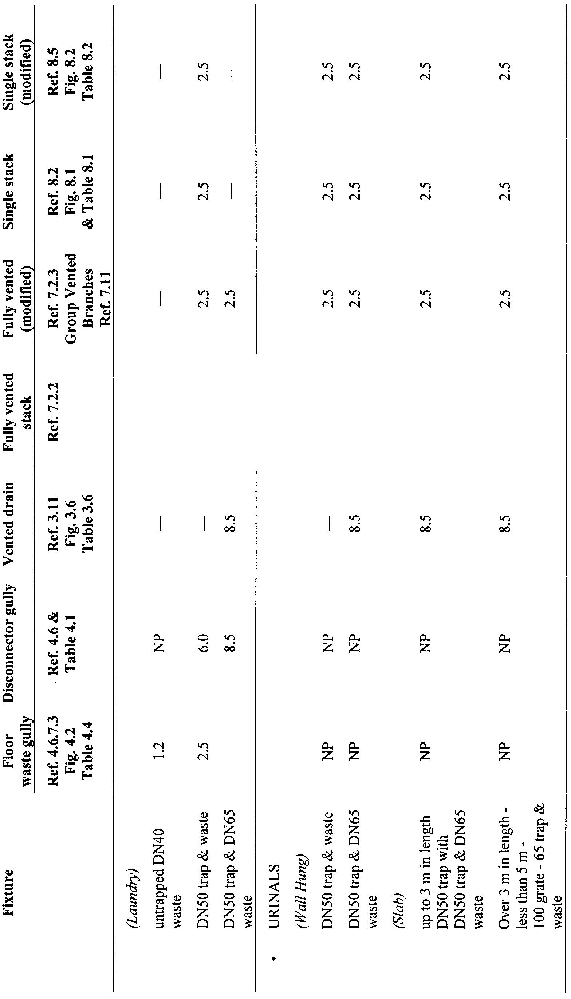 Fixture Floor Disconnector gully Vented drain Fully vented Fully vented Single stack Single stack
waste gully stack (modified) (modified)
Ref. 4.6.7.3 Ref. 4.6 & Ref. 3.11 Ref. 7.2.2 Ref. 7.2.3 Ref. 8.2 Ref. 8.5
Fig. 4.2 Table 4.1 Fig. 3.6 Group Vented Fig. 8.1 Fig. 8.2
Table 4.4 Table 3.6 Branches & Table 8.1 Table 8.2
Ref. 7.11
(Laundry)
untrapped DN40 1.2 NP — — — —
waste
DN50 trap & waste 2.5 6.0 — 2.5 2.5 2.5
DN50 trap & DN65 — 8.5 8.5 2.5 — —
waste
• URINALS
(Wall Hung)
DN50 trap & waste NP NP — 2.5 2.5 2.5
DN50 trap & DN65 NP NP 8.5 2.5 2.5 2.5
waste
(Slab)
up to 3 m in length NP NP 8.5 2.5 2.5 2.5
DN50 trap with
DN50 trap & DN65
waste
Over 3 m in length - NP NP 8.5 2.5 2.5 2.5
less than 5 m -
100 grate - 65 trap &
waste